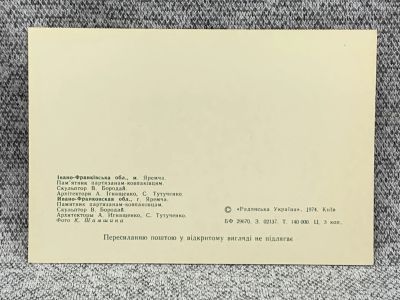 Івано-Франківська обл., м. Яремча.
Пам'ятник партизанам-ковпаківцям.
Скульптор В. Бородай.
Архітектори А. Ігнащенко, С. Тутученко.
Ивано-Франковская обл., г. Яремча.
Памятник партизанам-ковпаковцам.
Скульптор В. Бородай.
Архитекторы А. Игнащенко, С. Тутученко.
Фото К. Шамшина
© «Радянська Україна», 1974, Київ
БФ 29670. З. 02137. Т. 140 000. Ц. 3 коп.
Пересиланню поштою у відкритому вигляді не підлягає